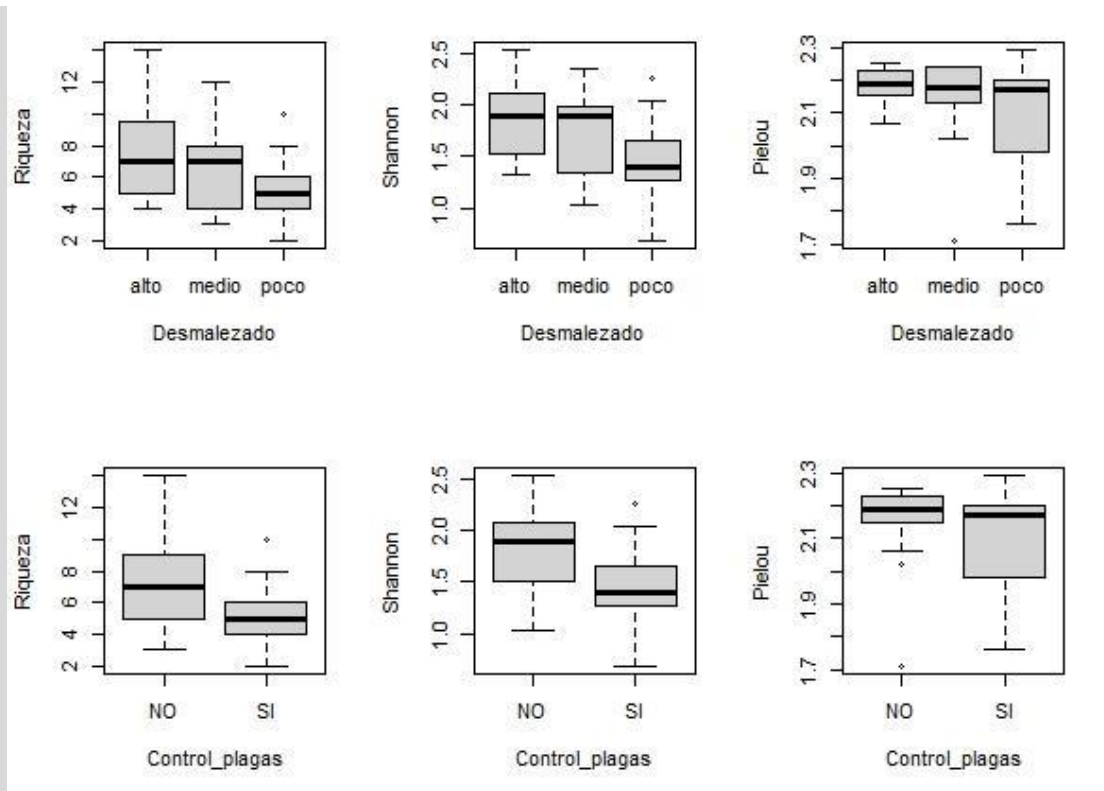 Riqueza
12
8
6
4
2
alto medio poco
Desmalezado
Shannon
2.5
2.0
1.5
1.0
alto medio poco
Desmalezado
Pielou
2.3
2.1
1.9
1.7
alto medio poco
Desmalezado
Riqueza
12
8
6
4
2
NO SI
Control_plagas
Shannon
2.5
2.0
1.5
1.0
NO SI
Control_plagas
Pielou
2.3
2.1
1.9
1.7
NO SI
Control_plagas